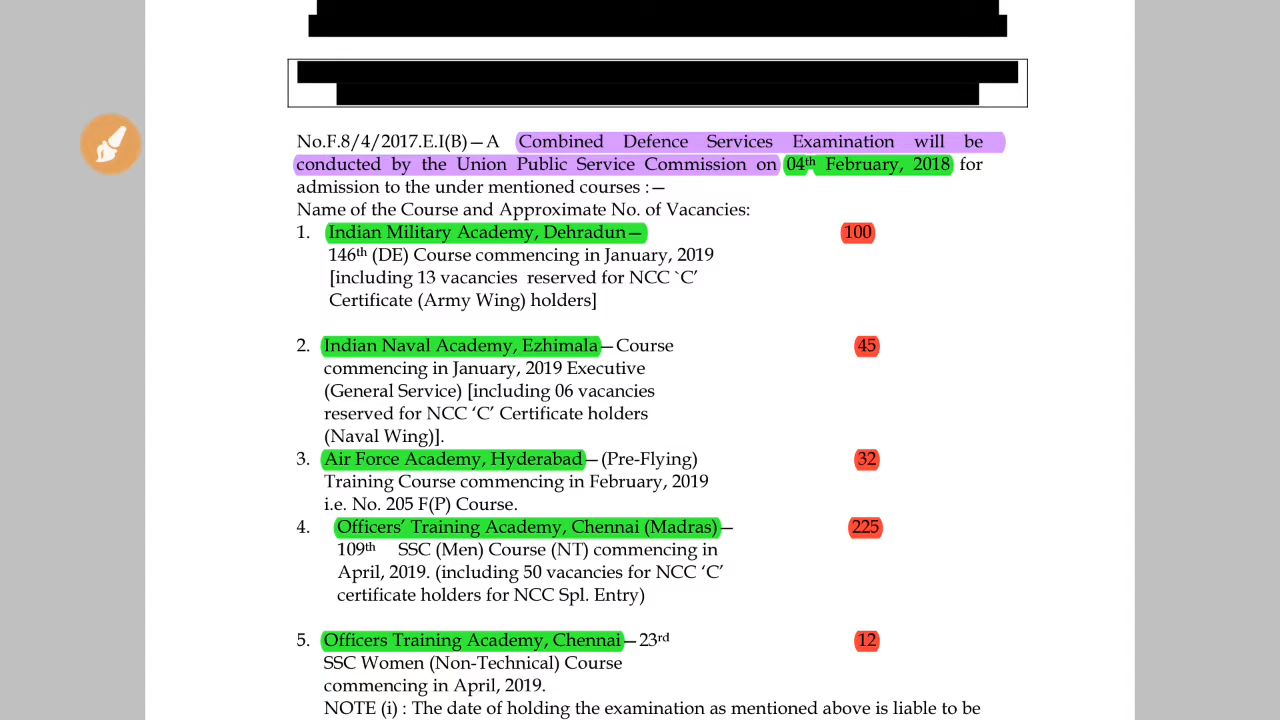 No.F.8/4/2017.E.I(B)—A Combined Defence Services Examination will be
conducted by the Union Public Service Commission on 04th February, 2018 for
admission to the under mentioned courses :—
Name of the Course and Approximate No. of Vacancies:
1. Indian Military Academy, Dehradun— 100
146th (DE) Course commencing in January, 2019
[including 13 vacancies reserved for NCC `C’
Certificate (Army Wing) holders]
2. Indian Naval Academy, Ezhimala—Course 45
commencing in January, 2019 Executive
(General Service) [including 06 vacancies
reserved for NCC ‘C’ Certificate holders
(Naval Wing)].
3. Air Force Academy, Hyderabad—(Pre-Flying) 32
Training Course commencing in February, 2019
i.e. No. 205 F(P) Course.
4. Officers’ Training Academy, Chennai (Madras)— 225
109th SSC (Men) Course (NT) commencing in
April, 2019. (including 50 vacancies for NCC ‘C’
certificate holders for NCC Spl. Entry)
5. Officers Training Academy, Chennai—23rd 12
SSC Women (Non-Technical) Course
commencing in April, 2019.
NOTE (i) : The date of holding the examination as mentioned above is liable to be